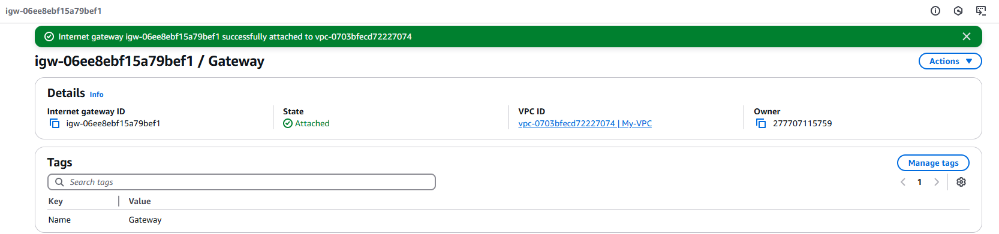 igw-06ee8ebf15a79bef1
Internet gateway igw-06ee8ebf15a79bef1 successfully attached to vpc-0703bfecd72227074
igw-06ee8ebf15a79bef1 / Gateway
Actions
Details Info
Internet gateway ID
igw-06ee8ebf15a79bef1
State
Attached
VPC ID
vpc-0703bfecd72227074 | My-VPC
Owner
277707115759
Tags
Manage tags
Search tags
1
Key Value
Name Gateway